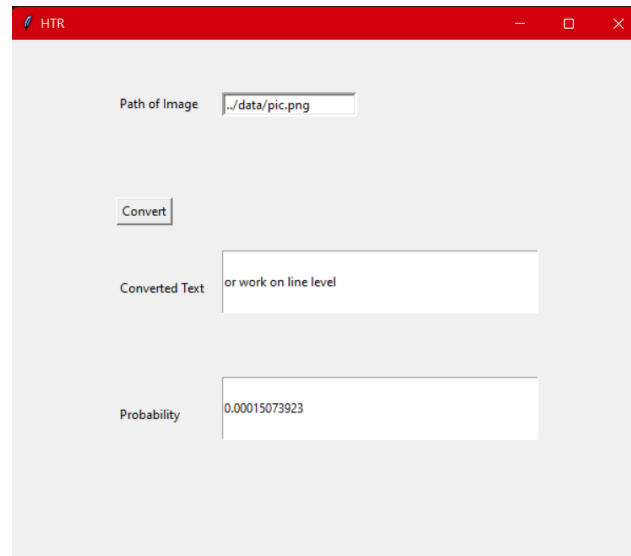 HTR
Path of Image
../data/pic.png
Convert
Converted Text
or work on line level
Probability
0.00015073923